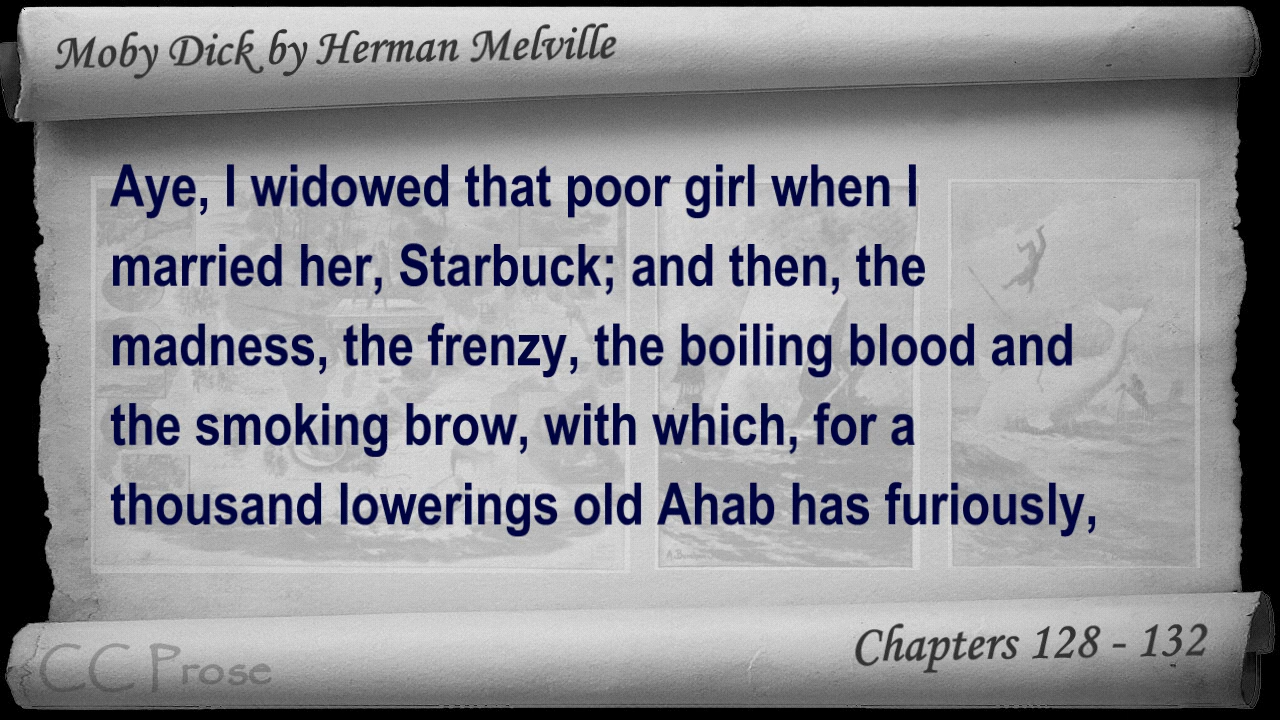 Moby Dick by Herman Melville
Aye, I widowed that poor girl when I
married her, Starbuck; and then, the
madness, the frenzy, the boiling blood and
the smoking brow, with which, for a
thousand lowerings old Ahab has furiously,
Chapters 128 - 132
CC Prose